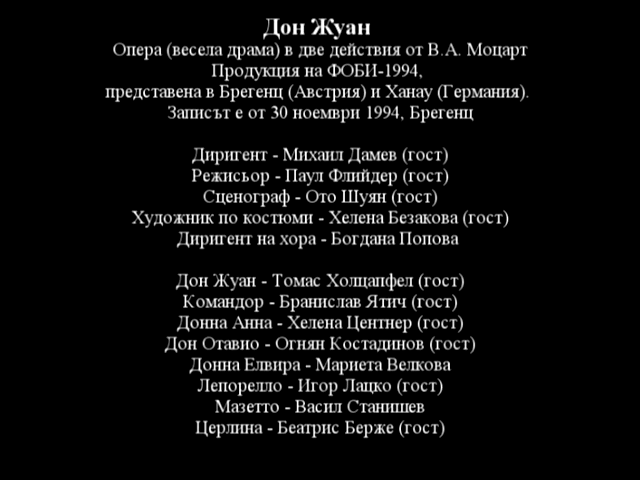 Дон Жуан
Опера (весела драма) в две действия от В.А. Моцарт
Продукция на ФОБИ-1994,
представена в Брегенц (Австрия) и Ханау (Германия).
Записът е от 30 ноември 1994, Брегенц
Диригент - Михаил Дамев (гост)
Режисьор - Паул Флийдер (гост)
Сценограф - Ото Шуян (гост)
Художник по костюми - Хелена Безакова (гост)
Диригент на хора - Богдана Попова
Дон Жуан - Томас Холцапфел (гост)
Командор - Бранислав Ятич (гост)
Донна Анна - Хелена Центнер (гост)
Дон Отавио - Огнян Костадинов (гост)
Донна Елвира - Мариета Велкова
Лепорелло - Игор Лацко (гост)
Мазетто - Васил Станишев
Церлина - Беатрис Берже (гост)